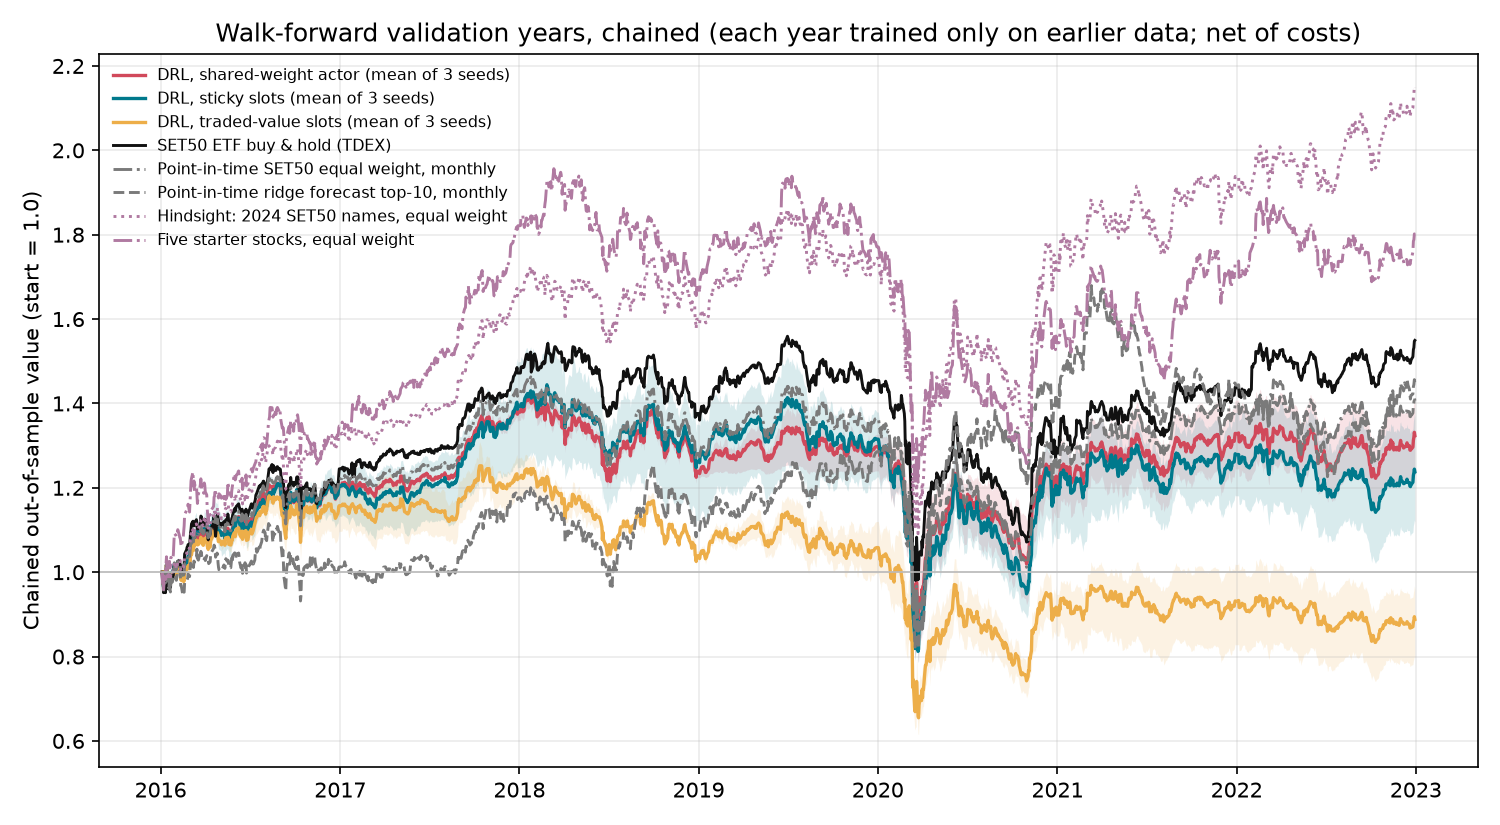 Walk-forward validation years, chained (each year trained only on earlier data; net of costs)
Chained out-of-sample value (start = 1.0)
2.2
2.0
1.8
1.6
1.4
1.2
1.0
0.8
0.6
DRL, shared-weight actor (mean of 3 seeds)
DRL, sticky slots (mean of 3 seeds)
DRL, traded-value slots (mean of 3 seeds)
SET50 ETF buy & hold (TDEX)
Point-in-time SET50 equal weight, monthly
Point-in-time ridge forecast top-10, monthly
Hindsight: 2024 SET50 names, equal weight
Five starter stocks, equal weight
2016 2017 2018 2019 2020 2021 2022 2023